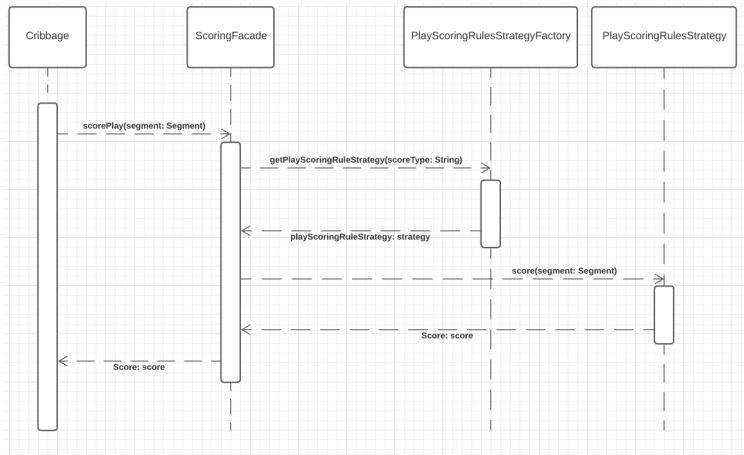 Cribbage
ScoringFacade
PlayScoringRulesStrategyFactory
PlayScoringRulesStrategy
scorePlay(segment: Segment)
getPlayScoringRuleStrategy(scoreType: String)
playScoringRuleStrategy: strategy
score(segment: Segment)
Score: score
Score: score